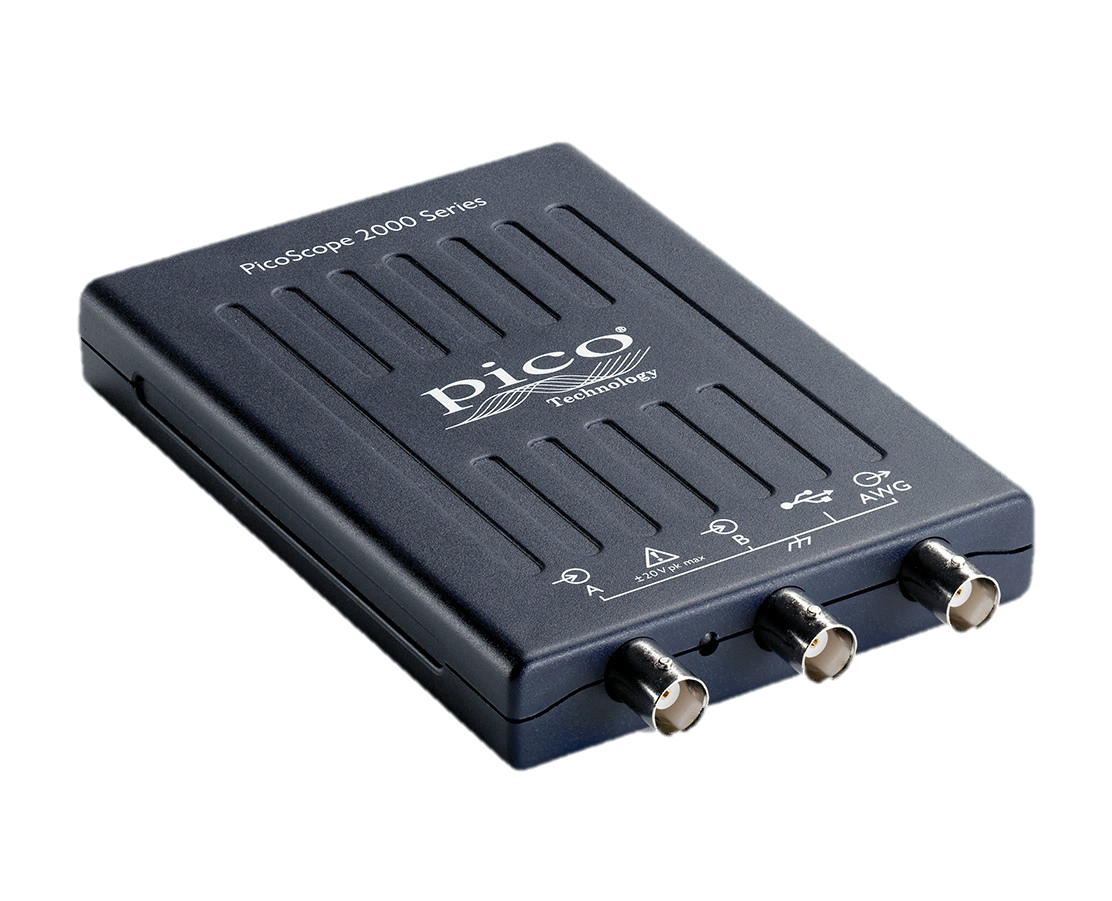 PicoScope 2000 Series
pico®
Technology
A
±20 V pk max
B
AWG